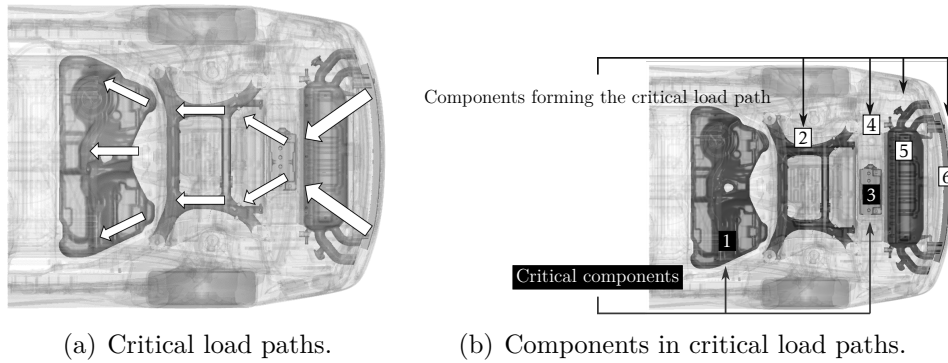 Components forming the critical load path
2
4
5
6
3
1
Critical components
(a) Critical load paths.
(b) Components in critical load paths.